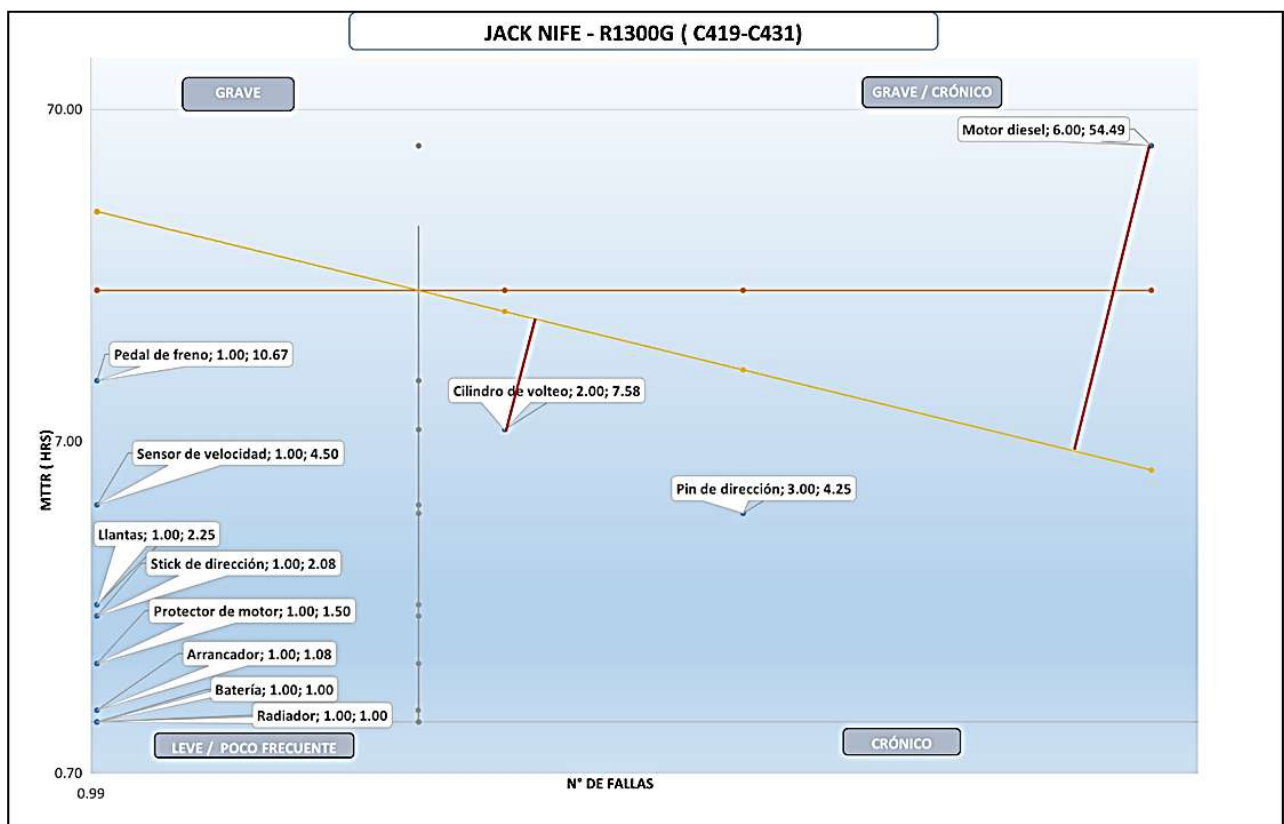 JACK NIFE - R1300G ( C419-C431)
GRAVE
GRAVE / CRÓNICO
70.00
Motor diesel; 6.00; 54.49
Pedal de freno; 1.00; 10.67
Cilindro de volteo; 2.00; 7.58
7.00
Sensor de velocidad; 1.00; 4.50
MTTR ( HRS)
Pin de dirección; 3.00; 4.25
Llantas; 1.00; 2.25
Stick de dirección; 1.00; 2.08
Protector de motor; 1.00; 1.50
Arrancador; 1.00; 1.08
Batería; 1.00; 1.00
Radiador; 1.00; 1.00
LEVE / POCO FRECUENTE
CRÓNICO
0.70
0.99
N° DE FALLAS